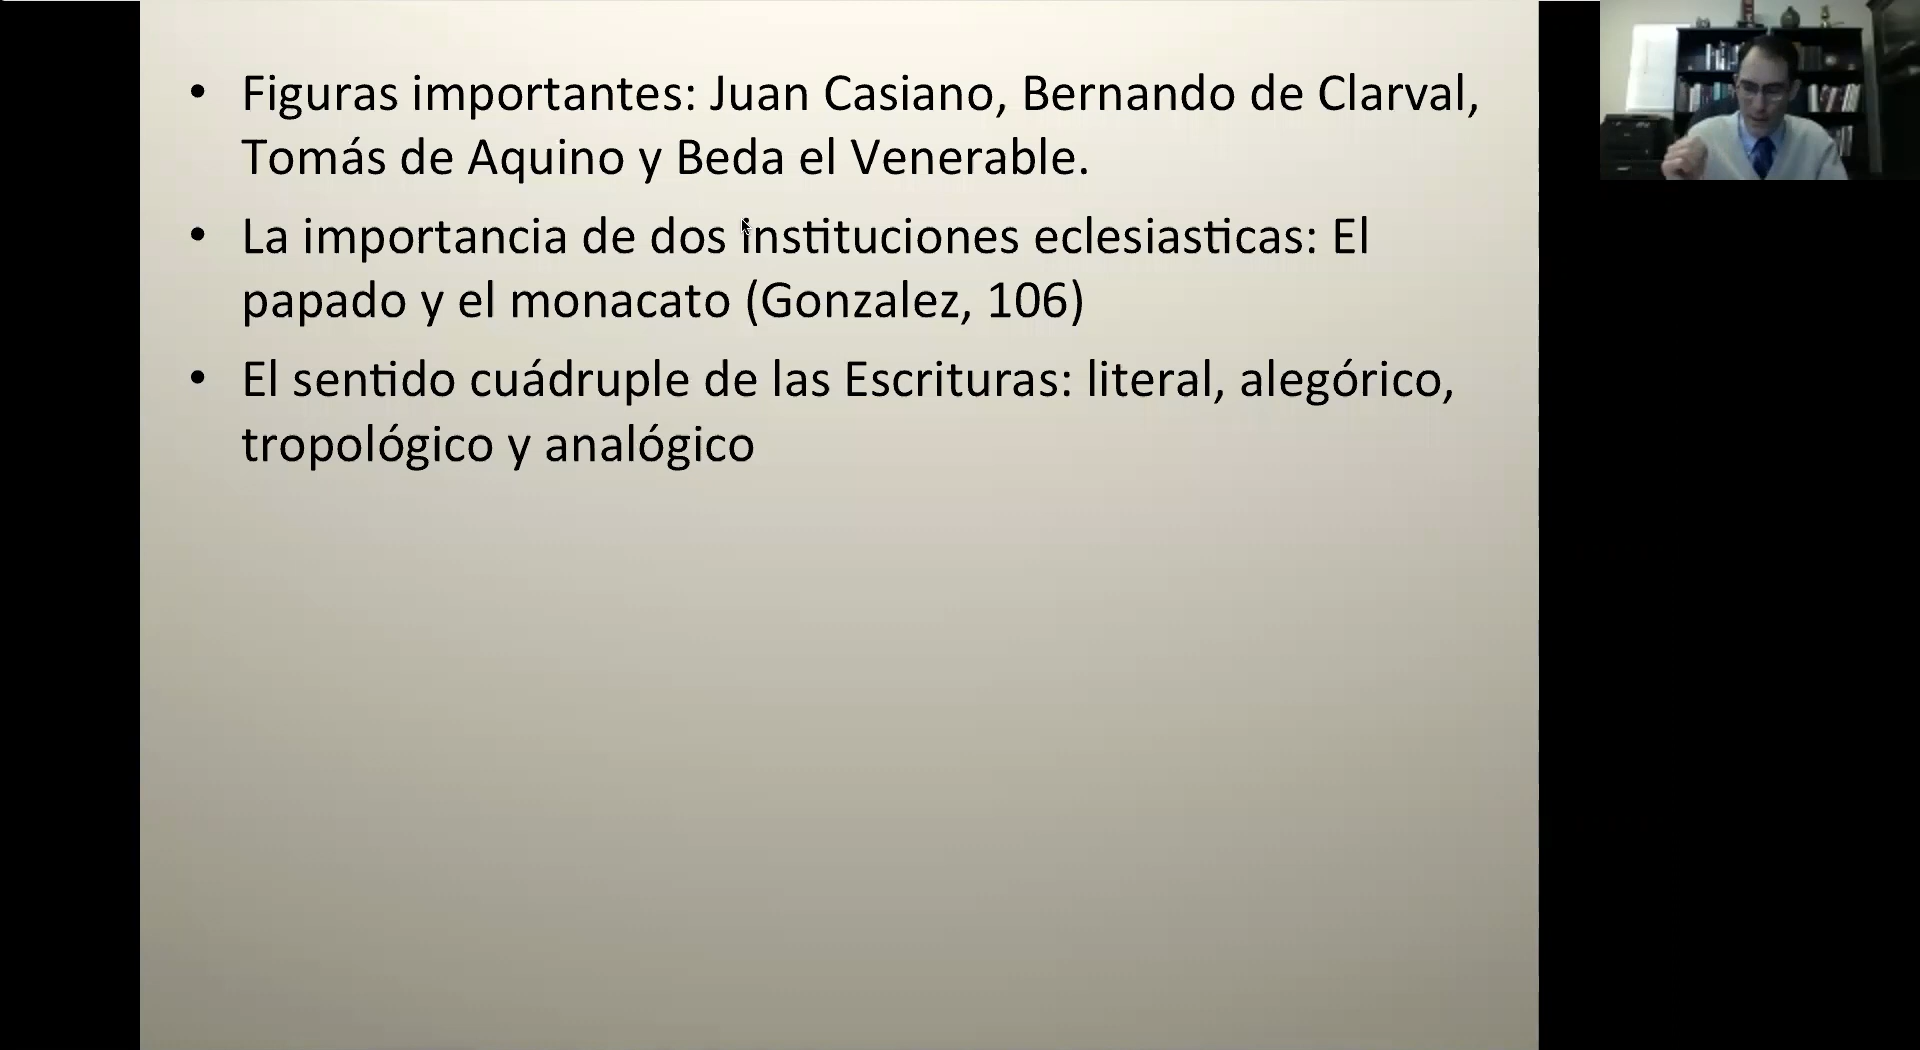 • Figuras importantes: Juan Casiano, Bernando de Clarval,
Tomás de Aquino y Beda el Venerable.
• La importancia de dos instituciones eclesiasticas: El
papado y el monacato (Gonzalez, 106)
• El sentido cuádruple de las Escrituras: literal, alegórico,
tropológico y analógico